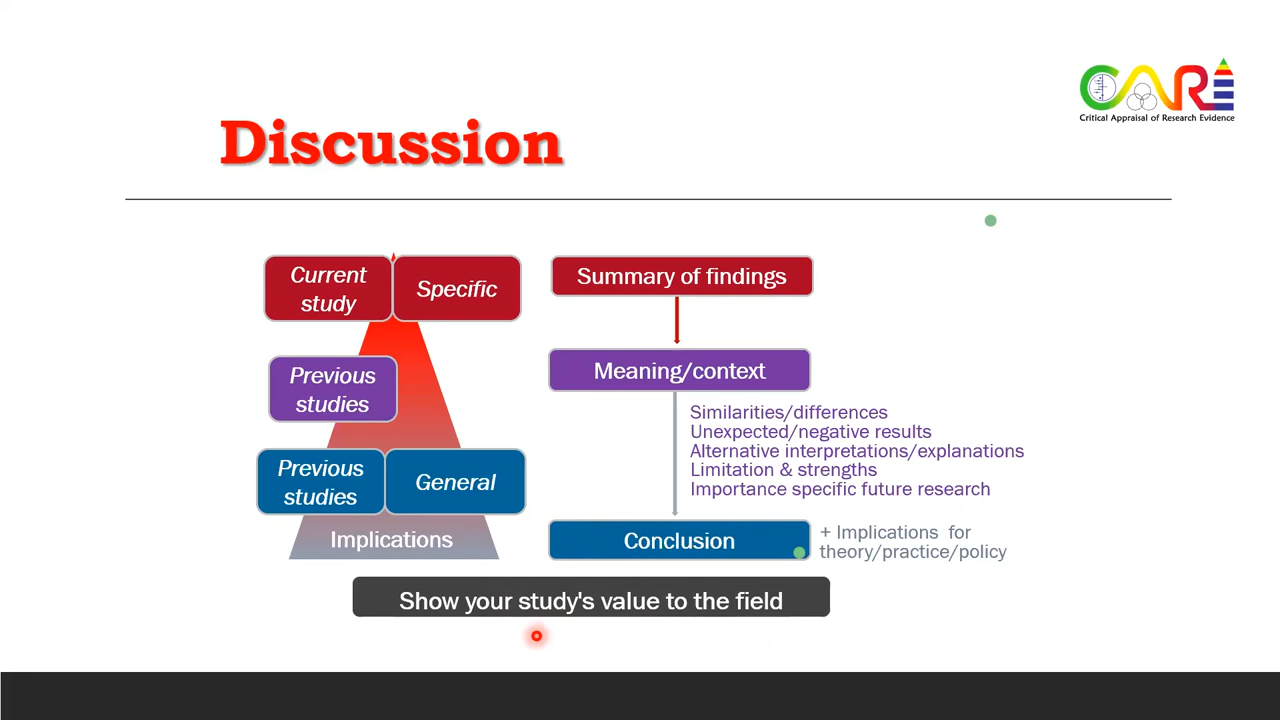 CARE
Critical Appraisal of Research Evidence
Discussion
Current
study
Specific
Previous
studies
Previous
studies
General
Implications
Summary of findings
Meaning/context
Similarities/differences
Unexpected/negative results
Alternative interpretations/explanations
Limitation & strengths
Importance specific future research
Conclusion
+ Implications for
theory/practice/policy
Show your study's value to the field